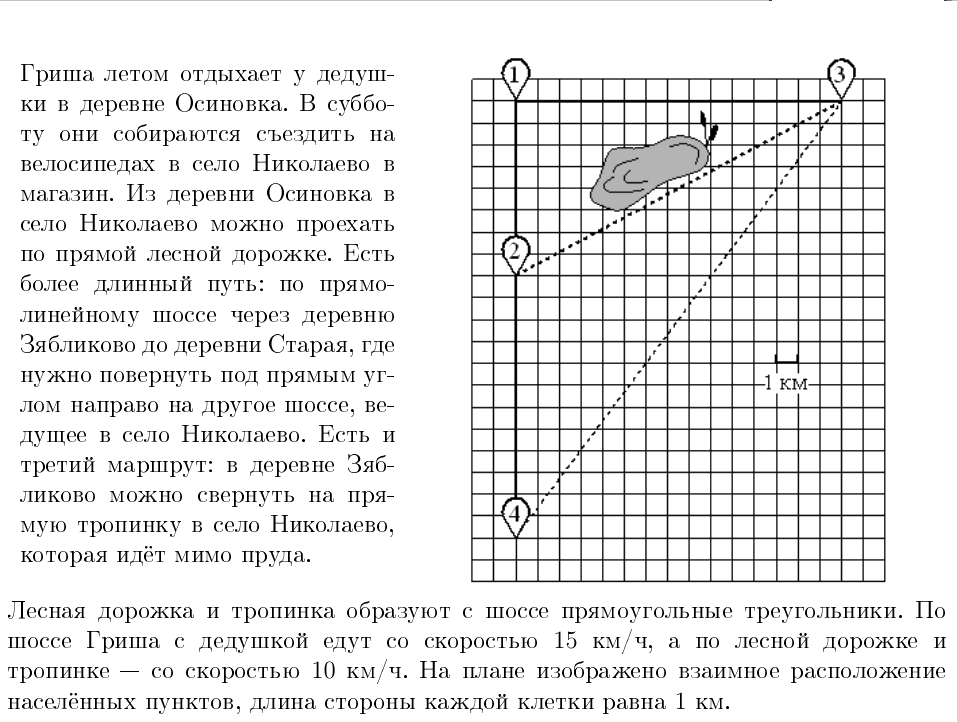 Гриша летом отдыхает у дедуш-
ки в деревне Осиновка. В суббо-
ту они собираются съездить на
велосипедах в село Николаево в
магазин. Из деревни Осиновка в
село Николаево можно проехать
по прямой лесной дорожке. Есть
более длинный путь: по прямо-
линейному шоссе через деревню
Зябликово до деревни Старая, где
нужно повернуть под прямым уг-
лом направо на другое шоссе, ве-
дущее в село Николаево. Есть и
третий маршрут: в деревне Зяб-
ликово можно свернуть на пря-
мую тропинку в село Николаево,
которая идёт мимо пруда.
1
3
2
1 км
4
Лесная дорожка и тропинка образуют с шоссе прямоугольные треугольники. По
шоссе Гриша с дедушкой едут со скоростью 15 км/ч, а по лесной дорожке и
тропинке — со скоростью 10 км/ч. На плане изображено взаимное расположение
населённых пунктов, длина стороны каждой клетки равна 1 км.